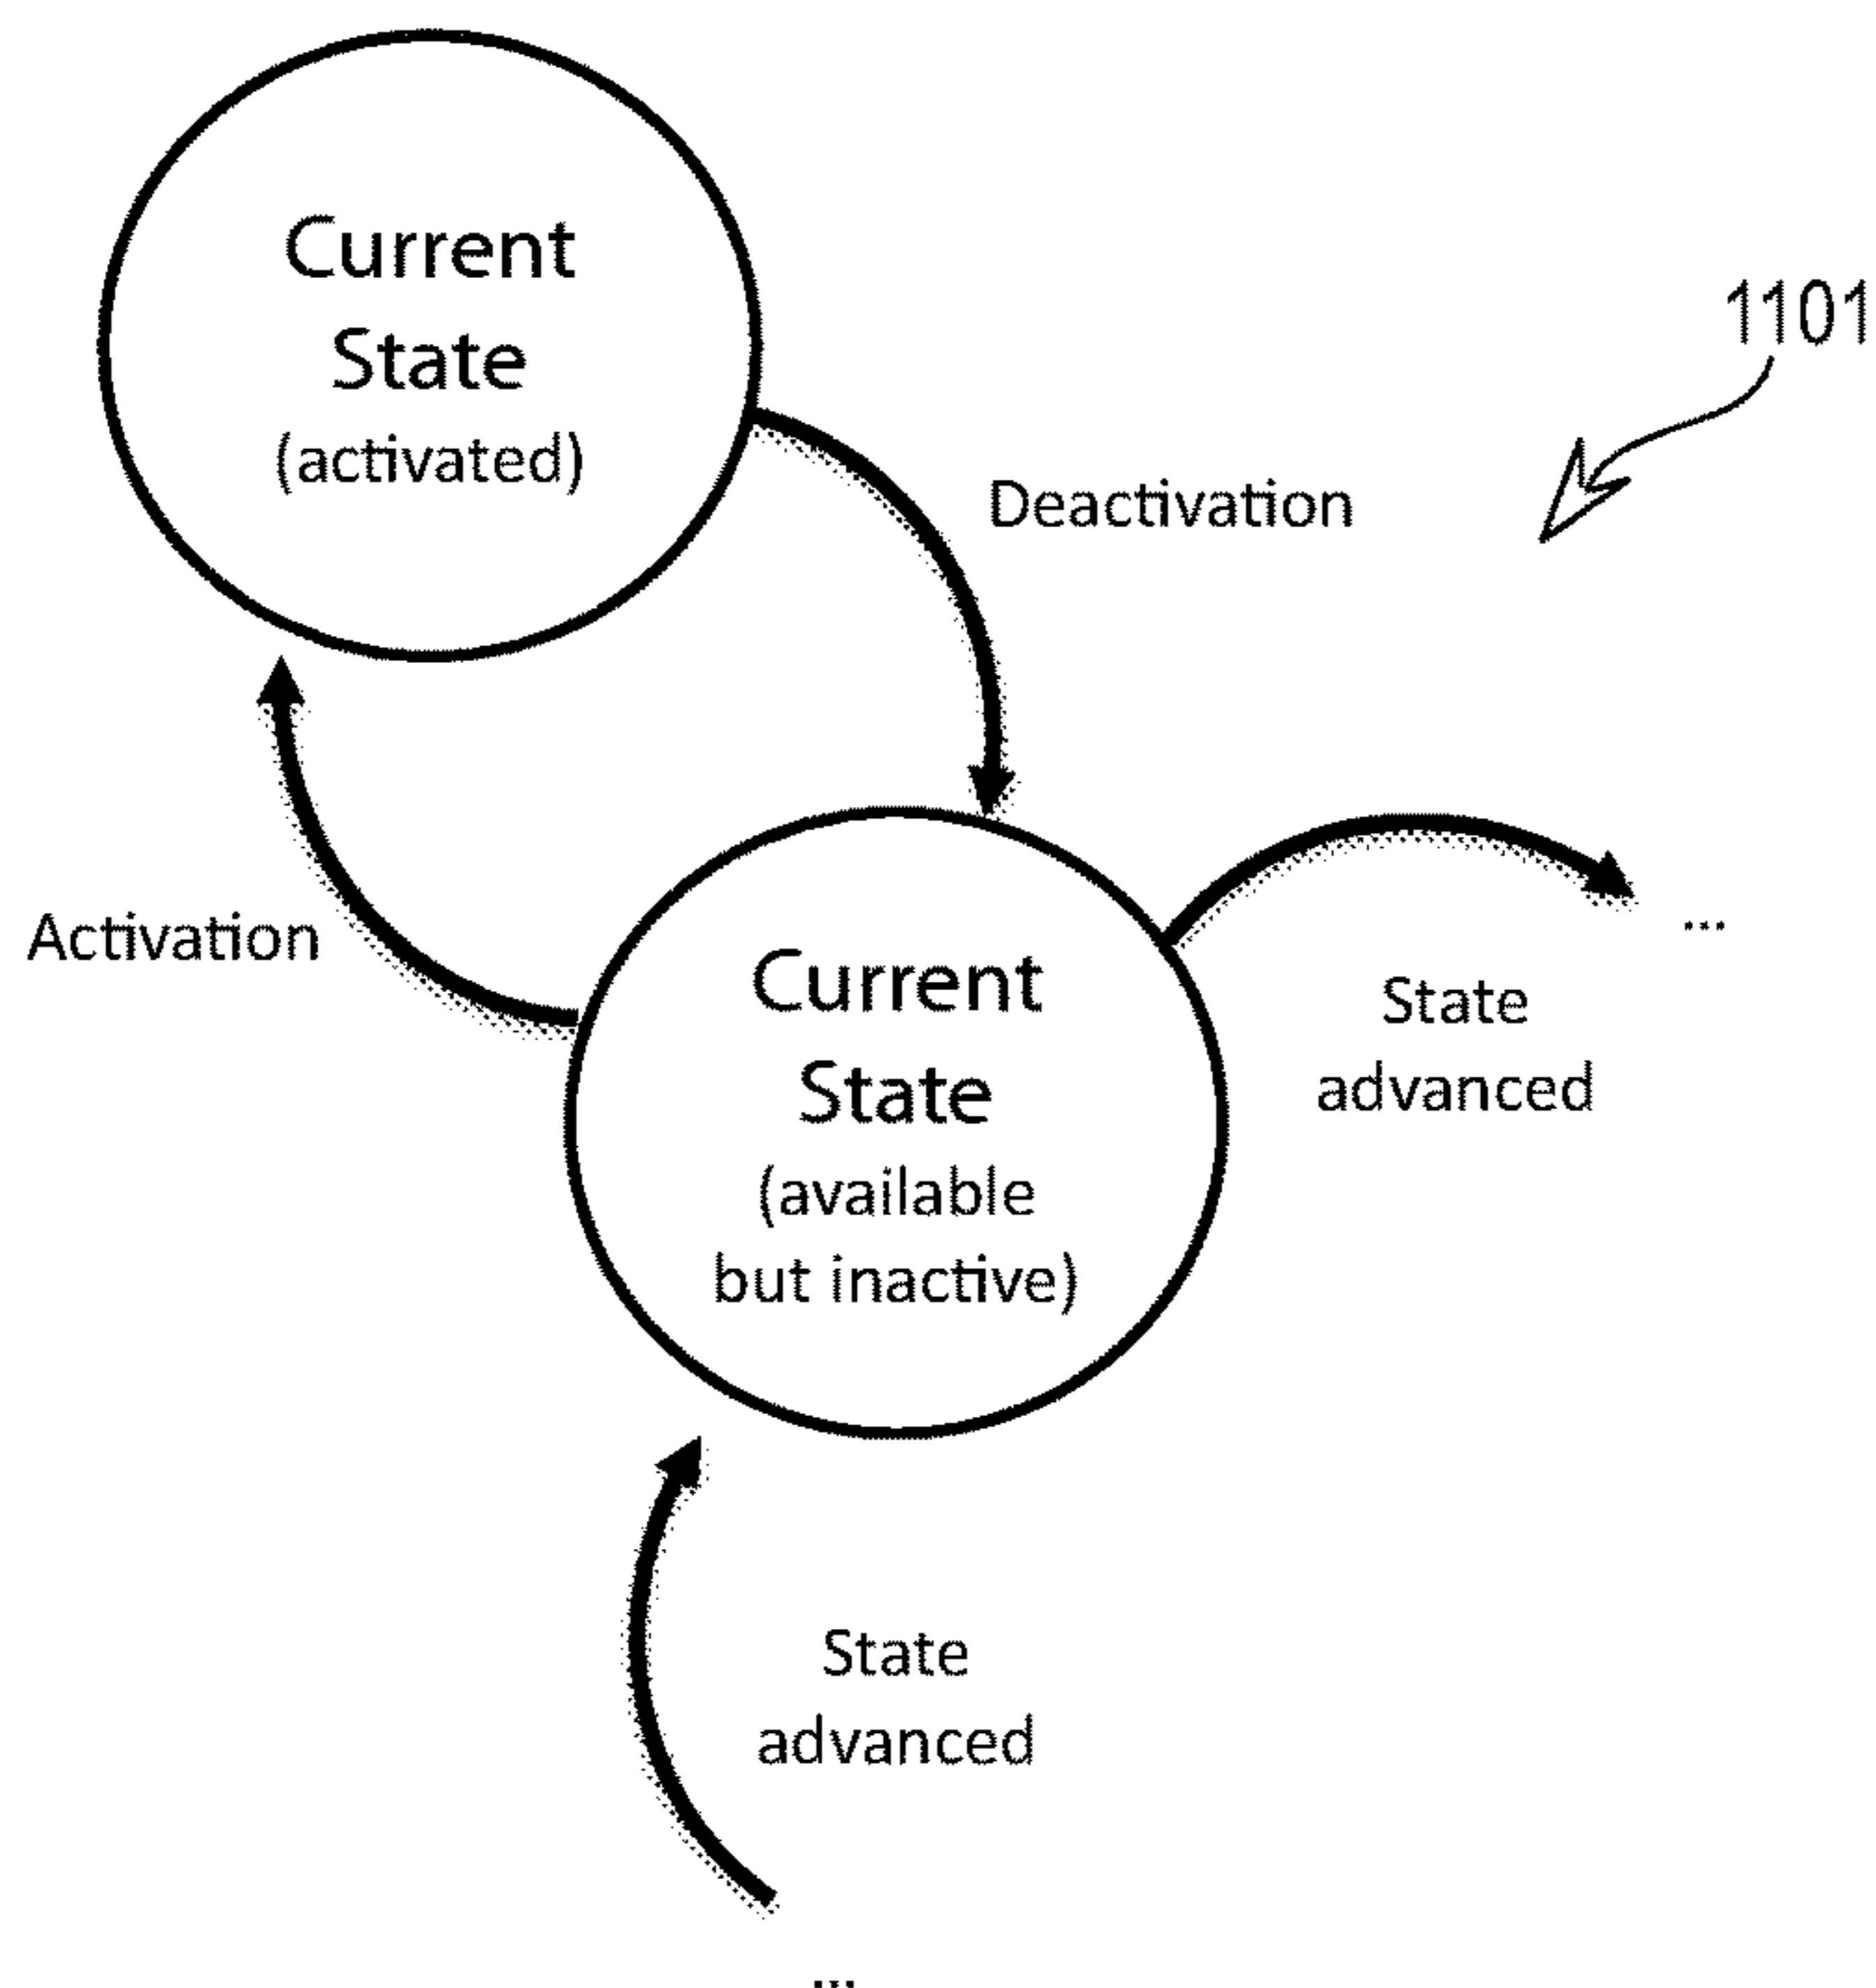 Current
State
(activated)
1101
Deactivation
Activation
Current
State
(available
but inactive)
...
State
advanced
State
advanced
...